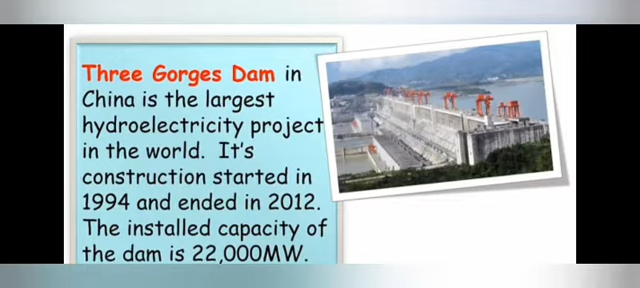 Three Gorges Dam in
China is the largest
hydroelectricity project
in the world. It's
construction started in
1994 and ended in 2012.
The installed capacity of
the dam is 22,000MW.